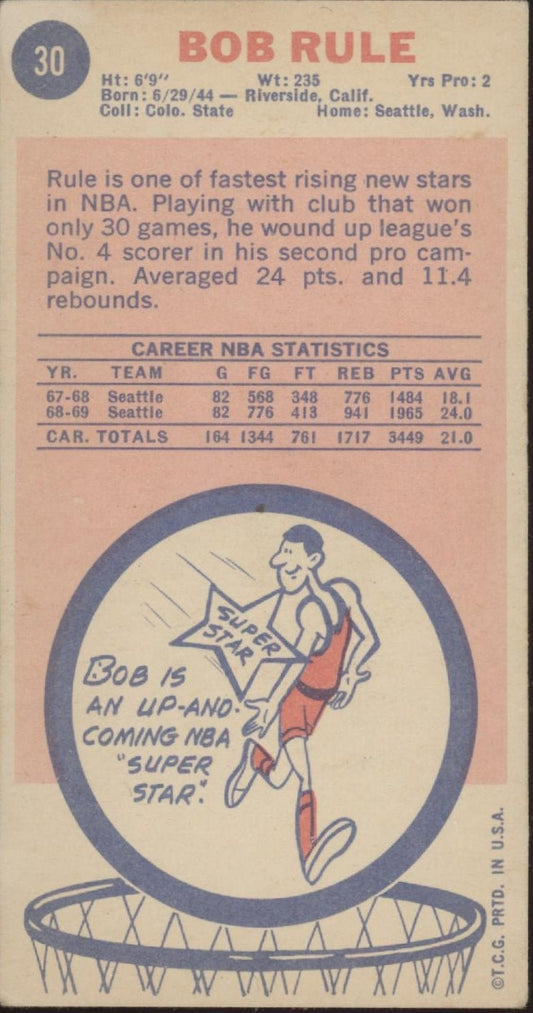 30
BOB RULE
Ht: 6'9" Wt: 235 Yrs Pro: 2
Born: 6/29/44 — Riverside, Calif.
Coll: Colo. State Home: Seattle, Wash.
Rule is one of fastest rising new stars
in NBA. Playing with club that won
only 30 games, he wound up league's
No. 4 scorer in his second pro cam-
paign. Averaged 24 pts. and 11.4
rebounds.
CAREER NBA STATISTICS
YR. TEAM G FG FT REB PTS AVG
67-68 Seattle 82 568 348 776 1484 18.1
68-69 Seattle 82 776 413 941 1965 24.0
CAR. TOTALS 164 1344 761 1717 3449 21.0
SUPER
STAR
BOB IS
AN UP-AND-
COMING NBA
"SUPER
STAR".
©T.C.G. PRTD. IN U.S.A.